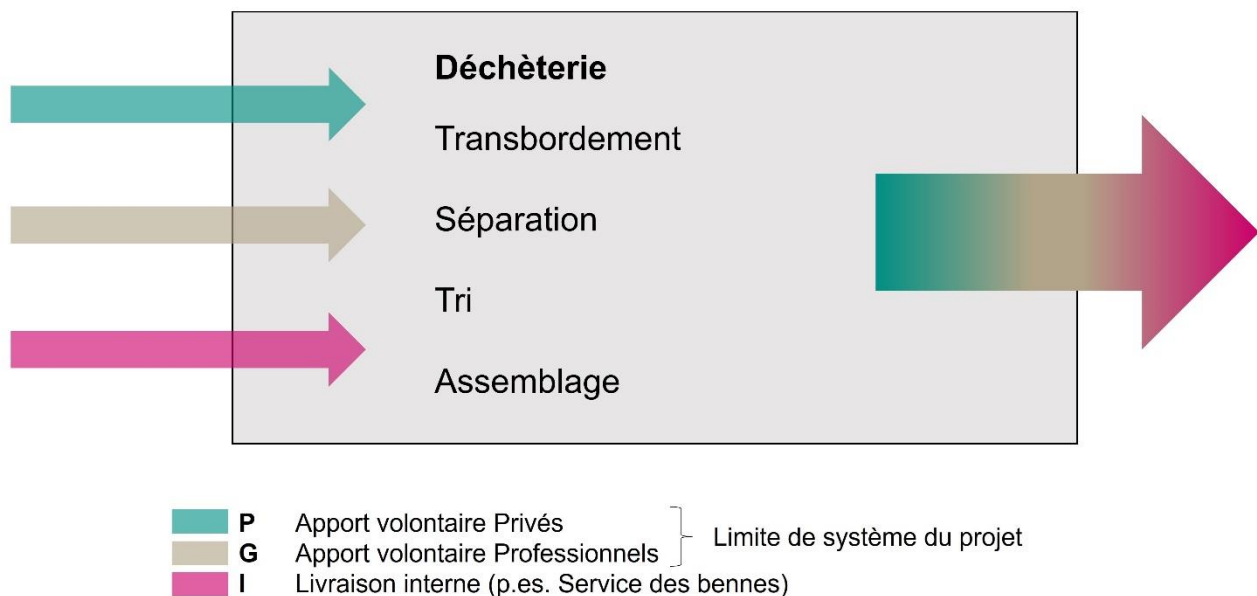 Déchèterie
Transbordement
Séparation
Tri
Assemblage
P Apport volontaire Privés
G Apport volontaire Professionnels
Limite de système du projet
I Livraison interne (p.es. Service des bennes)